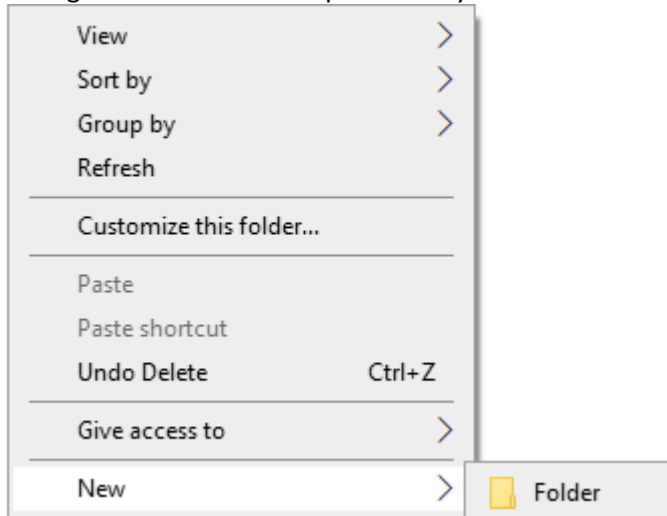 View
Sort by
Group by
Refresh
Customize this folder...
Paste
Paste shortcut
Undo Delete Ctrl+Z
Give access to
New
Folder